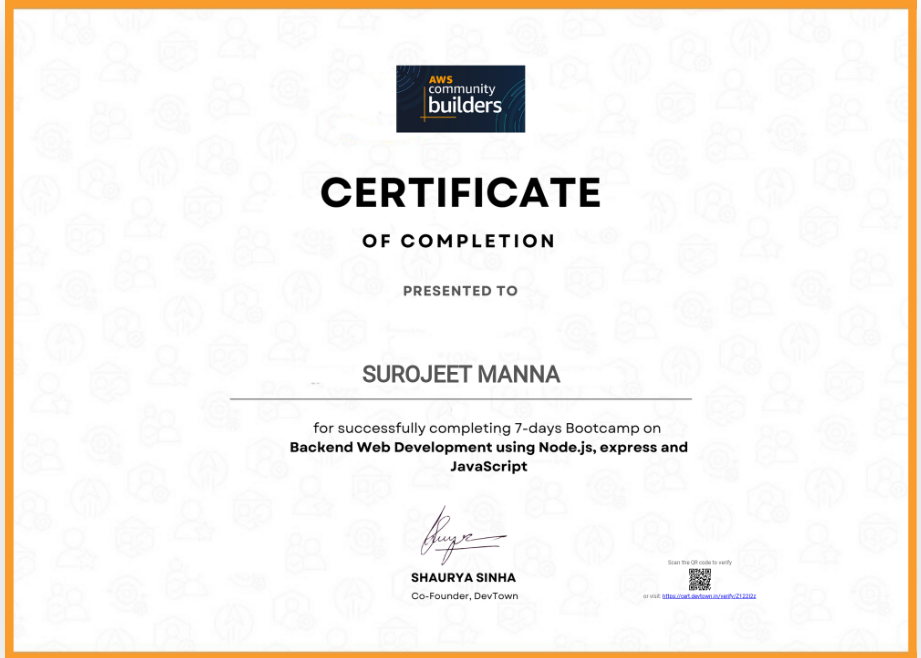 AWS
community
builders
CERTIFICATE
OF COMPLETION
PRESENTED TO
SUROJEET MANNA
for successfully completing 7-days Bootcamp on
Backend Web Development using Node.js, express and
JavaScript
SHAURYA SINHA
Co-Founder, DevTown
Scan the QR code to verify
or visit: https://cert.devtown.in/verify/